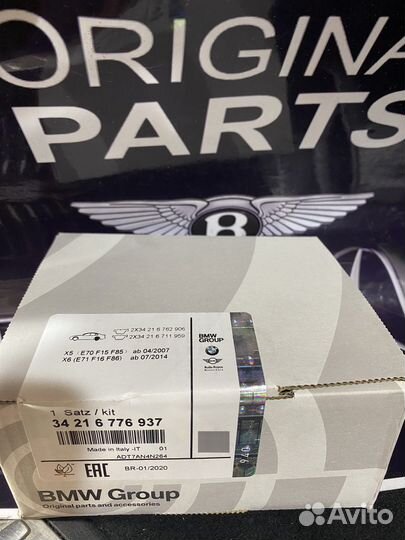 ORIGINA
PARTS
B
1 2X34 21 6 762 906
1 2X34 21 6 711 959
X5 (E70 F15 F85) ab 04/2007
X6 (E71 F16 F86) ab 07/2014
BMW
GROUP
1 Satz / kit
34 21 6 776 937
Made in Italy -IT 01
ADT7AN4N264
EAC
BR-01/2020
BMW Group
Original parts and accessories
Avito